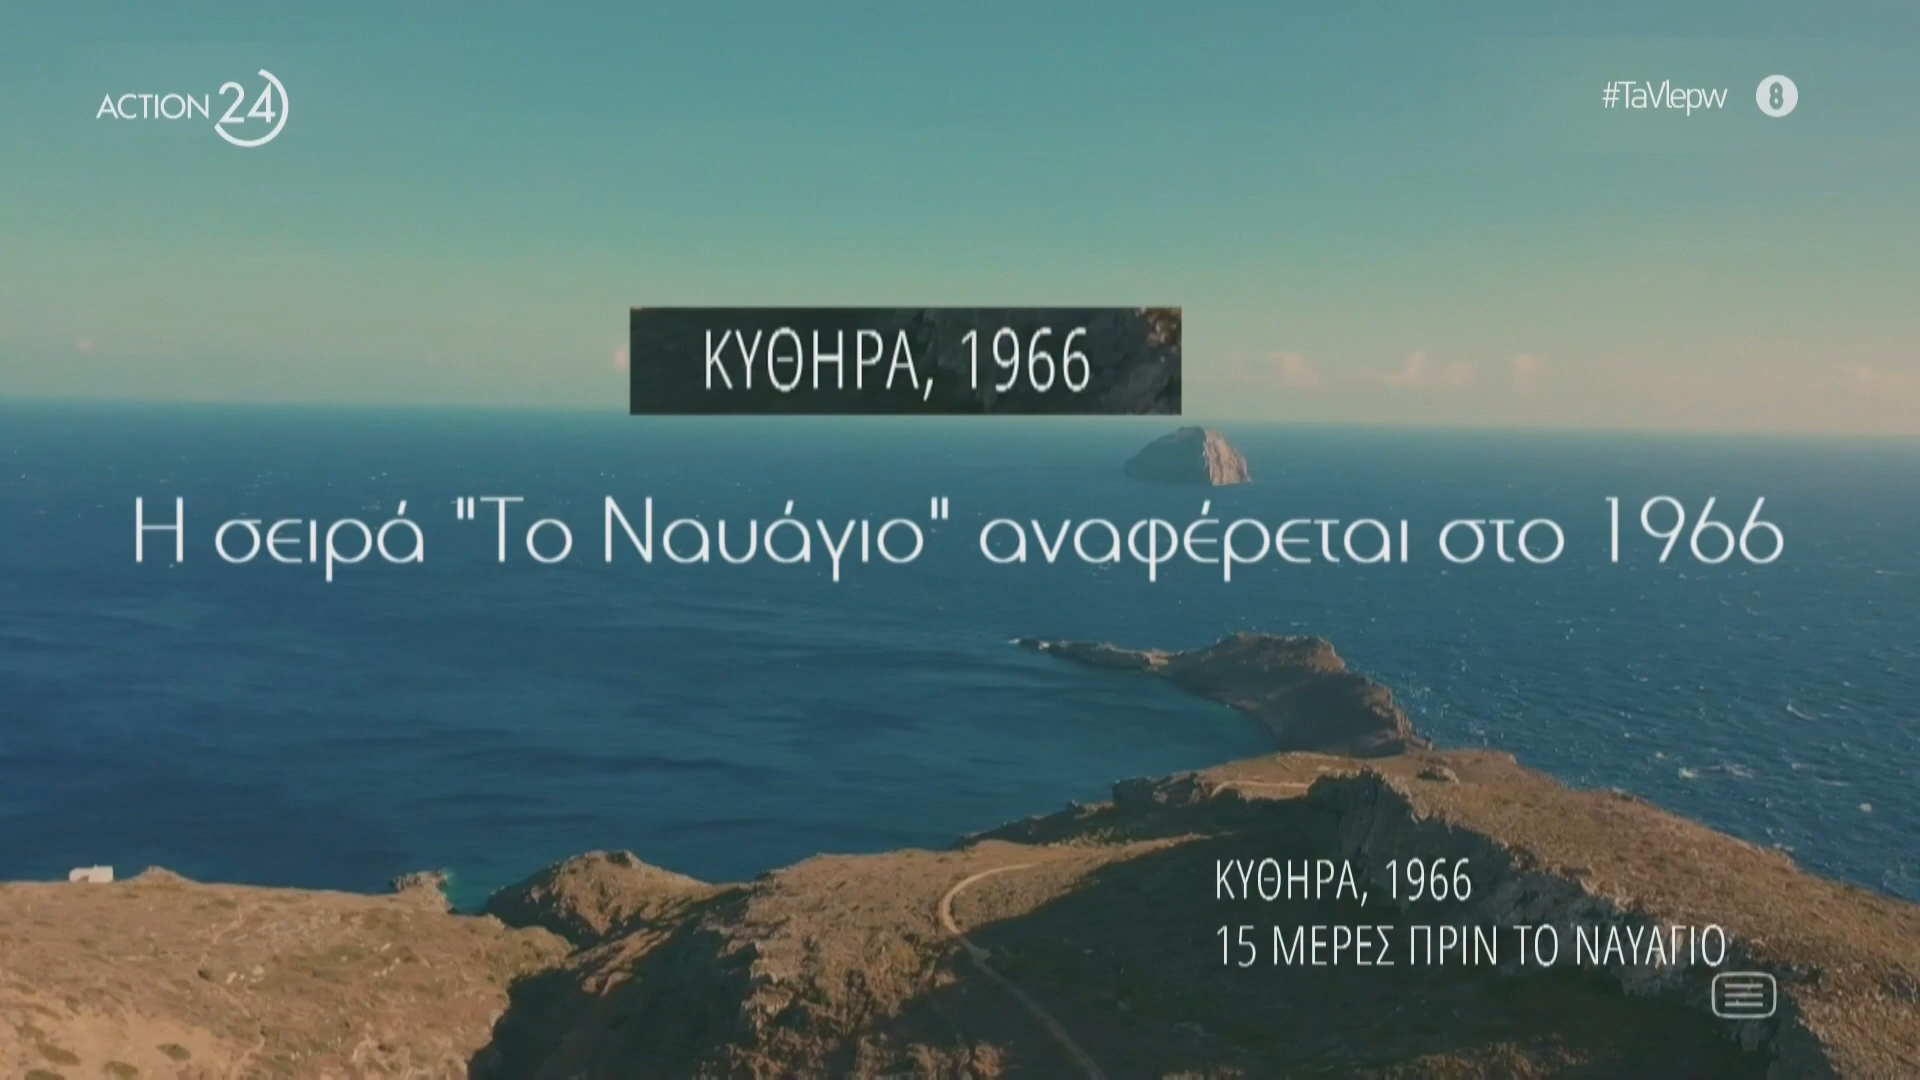 ACTION 24
#TaVlepw 8
ΚΥΘΗΡΑ, 1966
Η σειρά "Το Ναυάγιο" αναφέρεται στο 1966
ΚΥΘΗΡΑ, 1966
15 ΜΕΡΕΣ ΠΡΙΝ ΤΟ ΝΑΥΑΓΙΟ